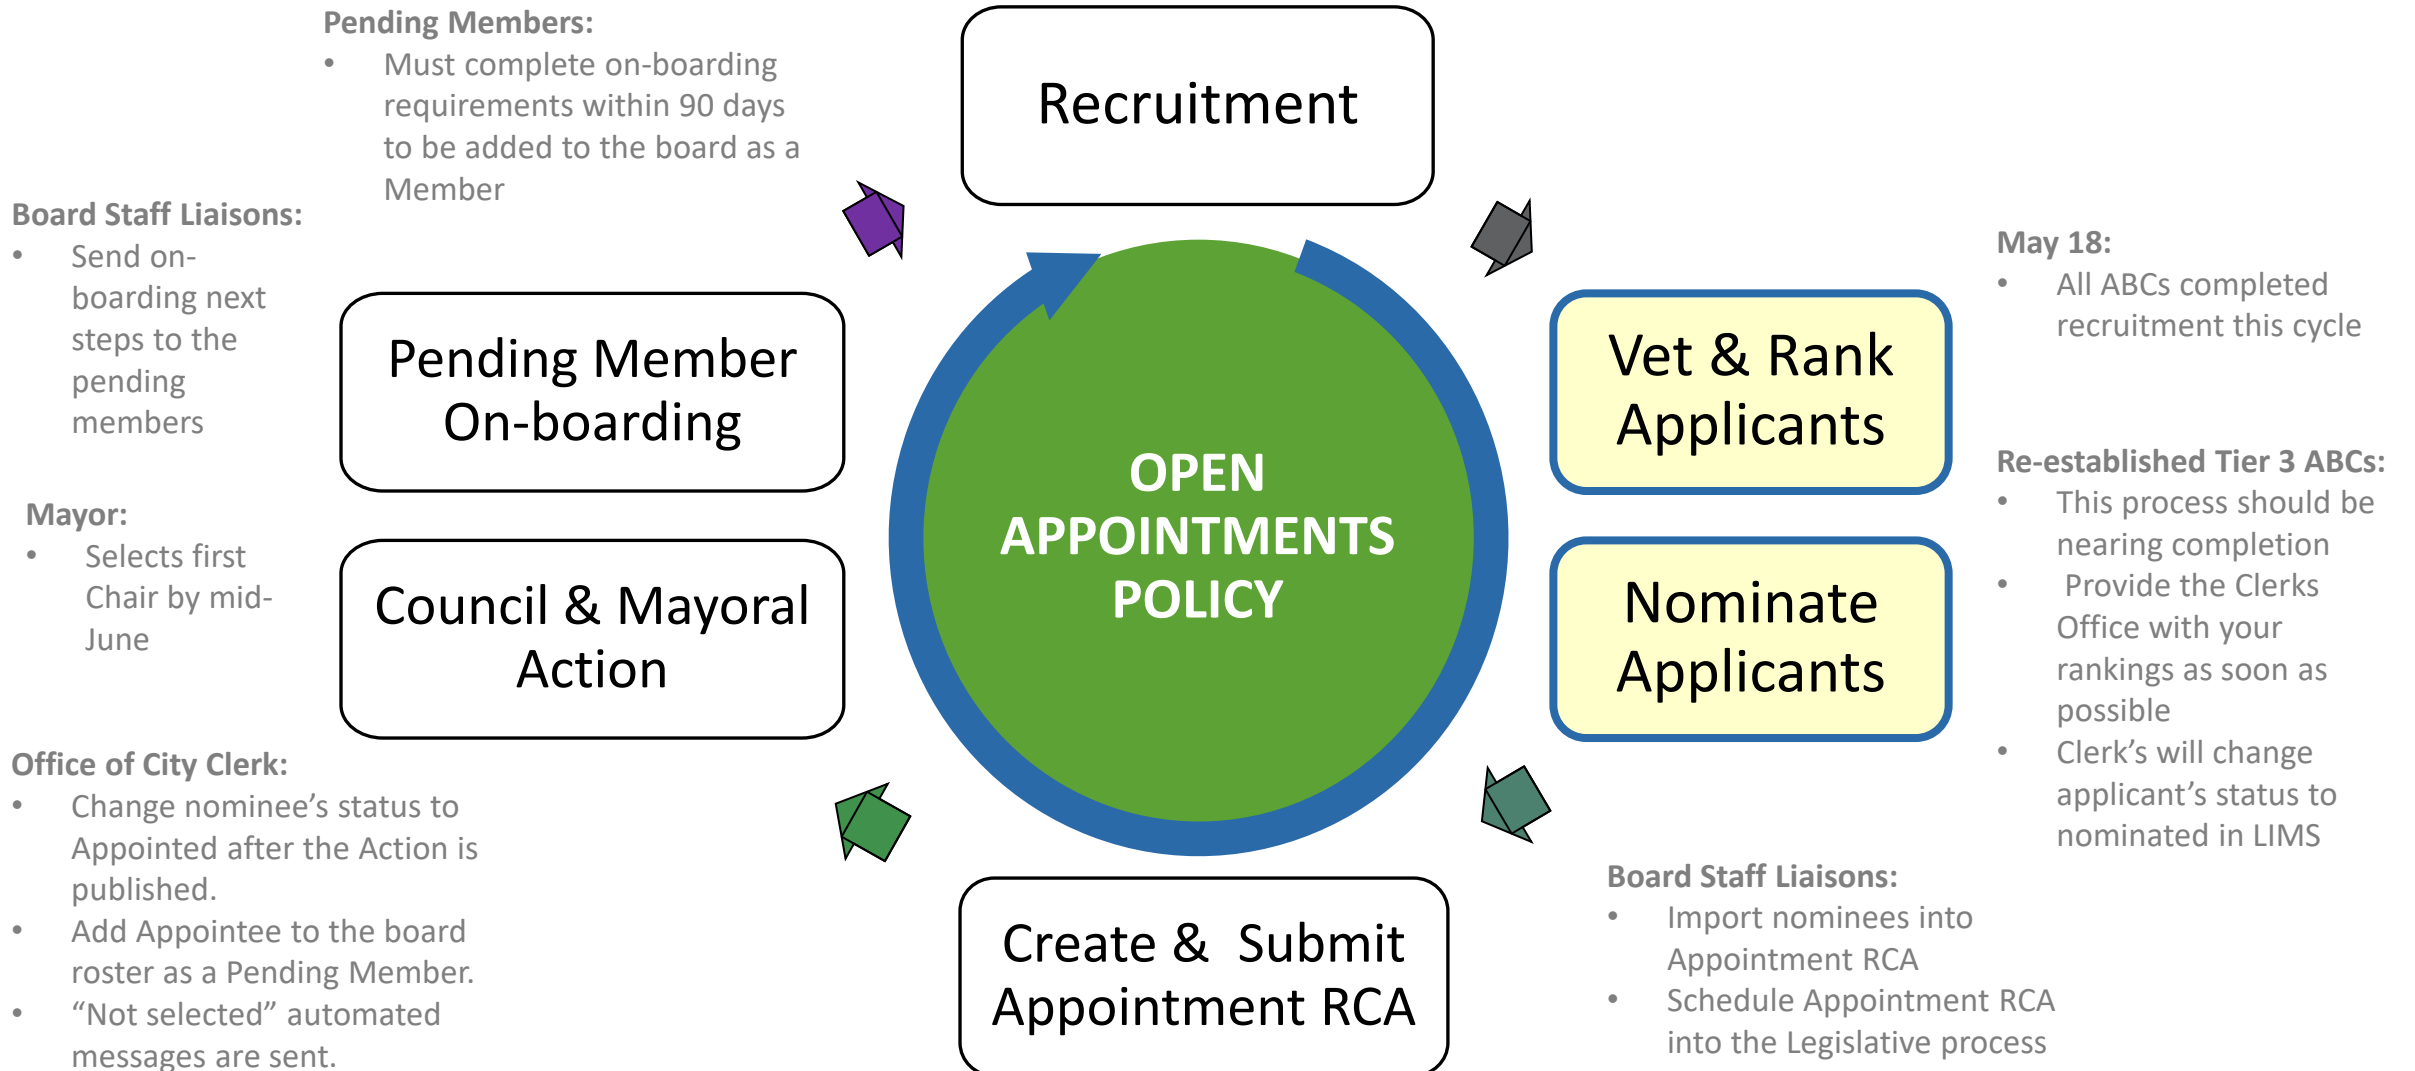 Pending Members:
• Must complete on-boarding
requirements within 90 days
to be added to the board as a
Member
Recruitment
Board Staff Liaisons:
• Send on-
boarding next
steps to the
pending
members
Pending Member
On-boarding
May 18:
• All ABCs completed
recruitment this cycle
Vet & Rank
Applicants
OPEN
APPOINTMENTS
POLICY
Re-established Tier 3 ABCs:
• This process should be
nearing completion
• Provide the Clerks
Office with your
rankings as soon as
possible
• Clerk’s will change
applicant’s status to
nominated in LIMS
Nominate
Applicants
Mayor:
• Selects first
Chair by mid-
June
Council & Mayoral
Action
Office of City Clerk:
• Change nominee’s status to
Appointed after the Action is
published.
• Add Appointee to the board
roster as a Pending Member.
• “Not selected” automated
messages are sent.
Create & Submit
Appointment RCA
Board Staff Liaisons:
• Import nominees into
Appointment RCA
• Schedule Appointment RCA
into the Legislative process